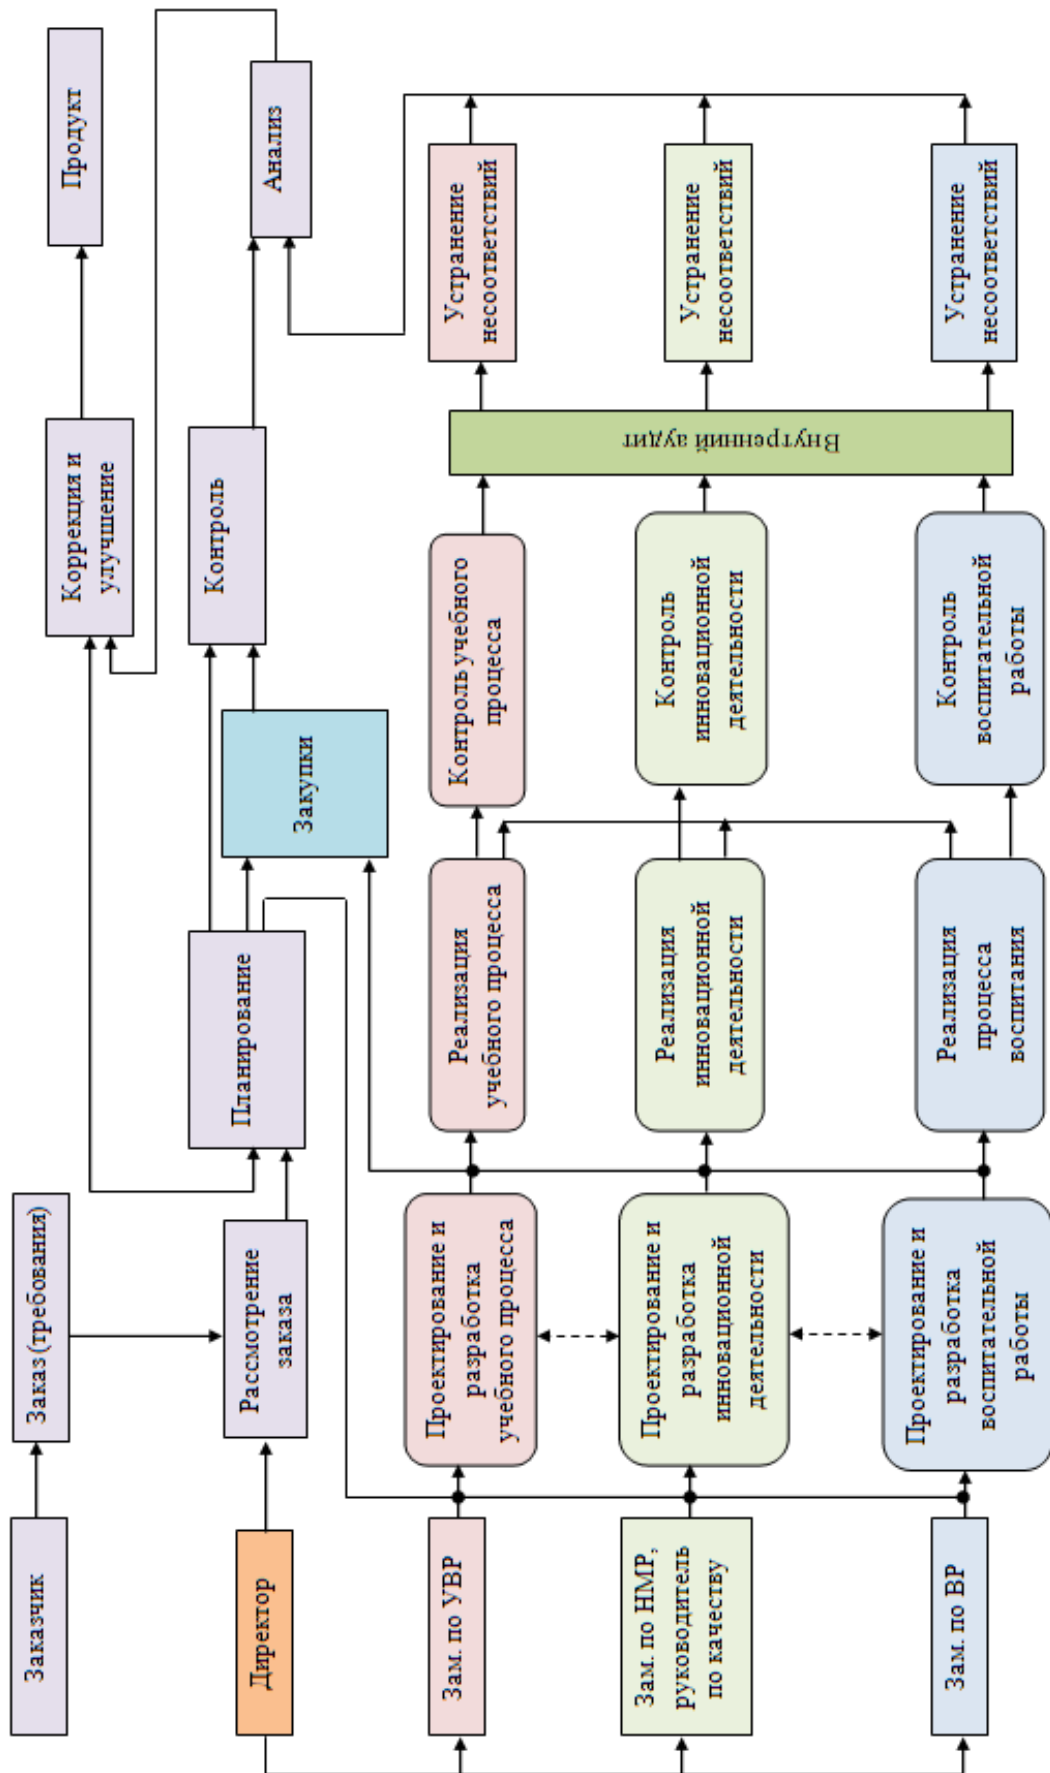 Заказчик
Заказ (требования)
Коррекция и
улучшение
Продукт
Директор
Рассмотрение
заказа
Планирование
Закупки
Контроль
Анализ
Зам. по УВР
Проектирование и
разработка
учебного процесса
Реализация
учебного процесса
Контроль учебного
процесса
Внутренний аудит
Устранение
несоответствий
Зам. по НМР,
руководитель
по качеству
Проектирование и
разработка
инновационной
деятельности
Реализация
инновационной
деятельности
Контроль
инновационной
деятельности
Устранение
несоответствий
Зам. по ВР
Проектирование и
разработка
воспитательной
работы
Реализация
процесса
воспитания
Контроль
воспитательной
работы
Устранение
несоответствий